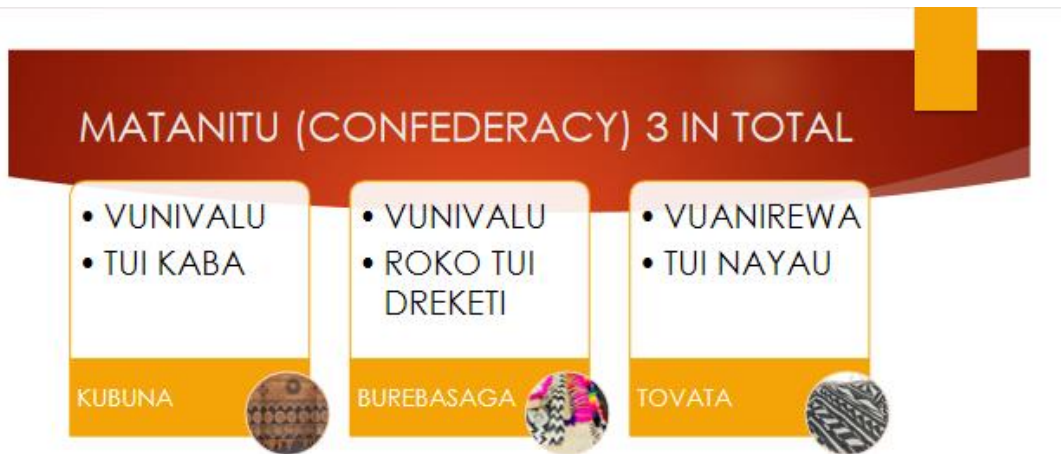 MATANITU (CONFEDERACY) 3 IN TOTAL
• VUNIVALU
• TUI KABA
KUBUNA
• VUNIVALU
• ROKO TUI
DREKETI
BUREBASAGA
• VUANIREWA
• TUI NAYAU
TOVATA